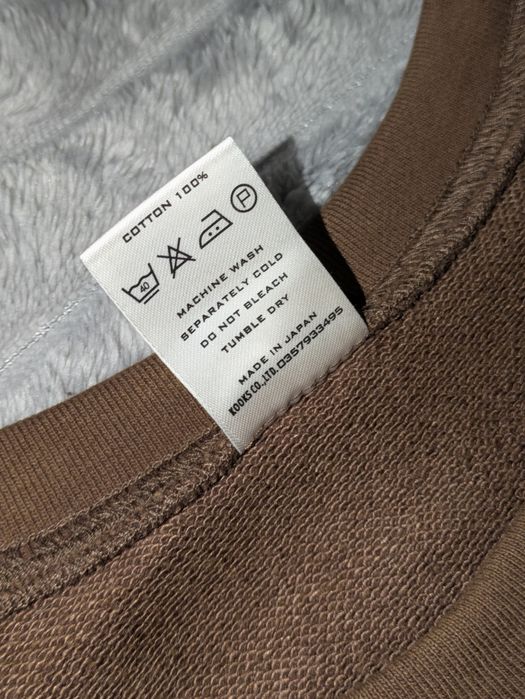 COTTON 100%
40
P
MACHINE WASH
SEPARATELY COLD
DO NOT BLEACH
TUMBLE DRY
MADE IN JAPAN
KOOKS CO.,LTD. 0357933495